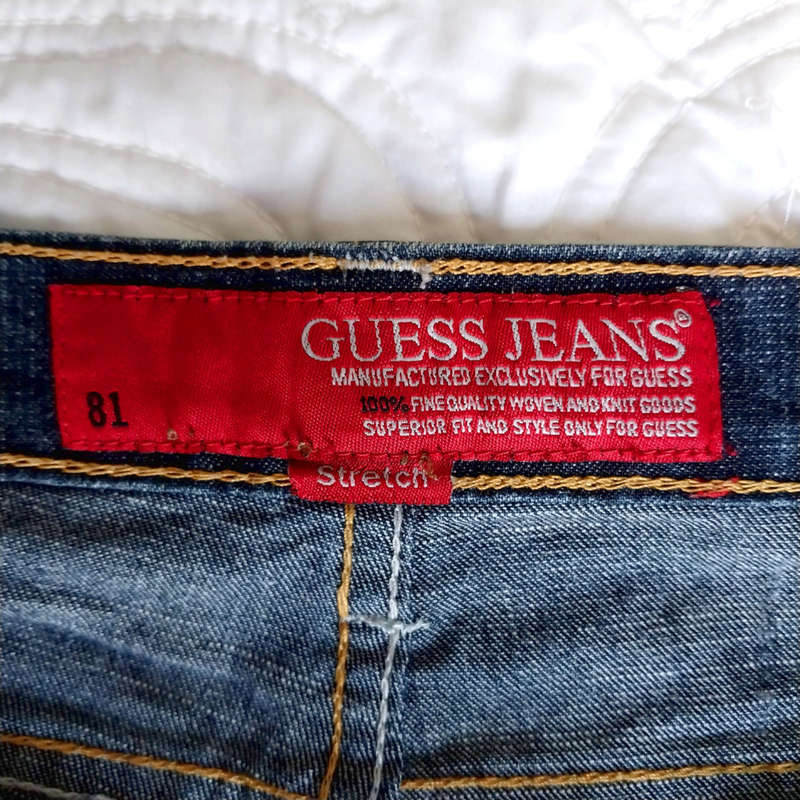 GUESS JEANS®
MANUFACTURED EXCLUSIVELY FOR GUESS
81
100% FINE QUALITY WOVEN AND KNIT GOODS
SUPERIOR FIT AND STYLE ONLY FOR GUESS
Stretch